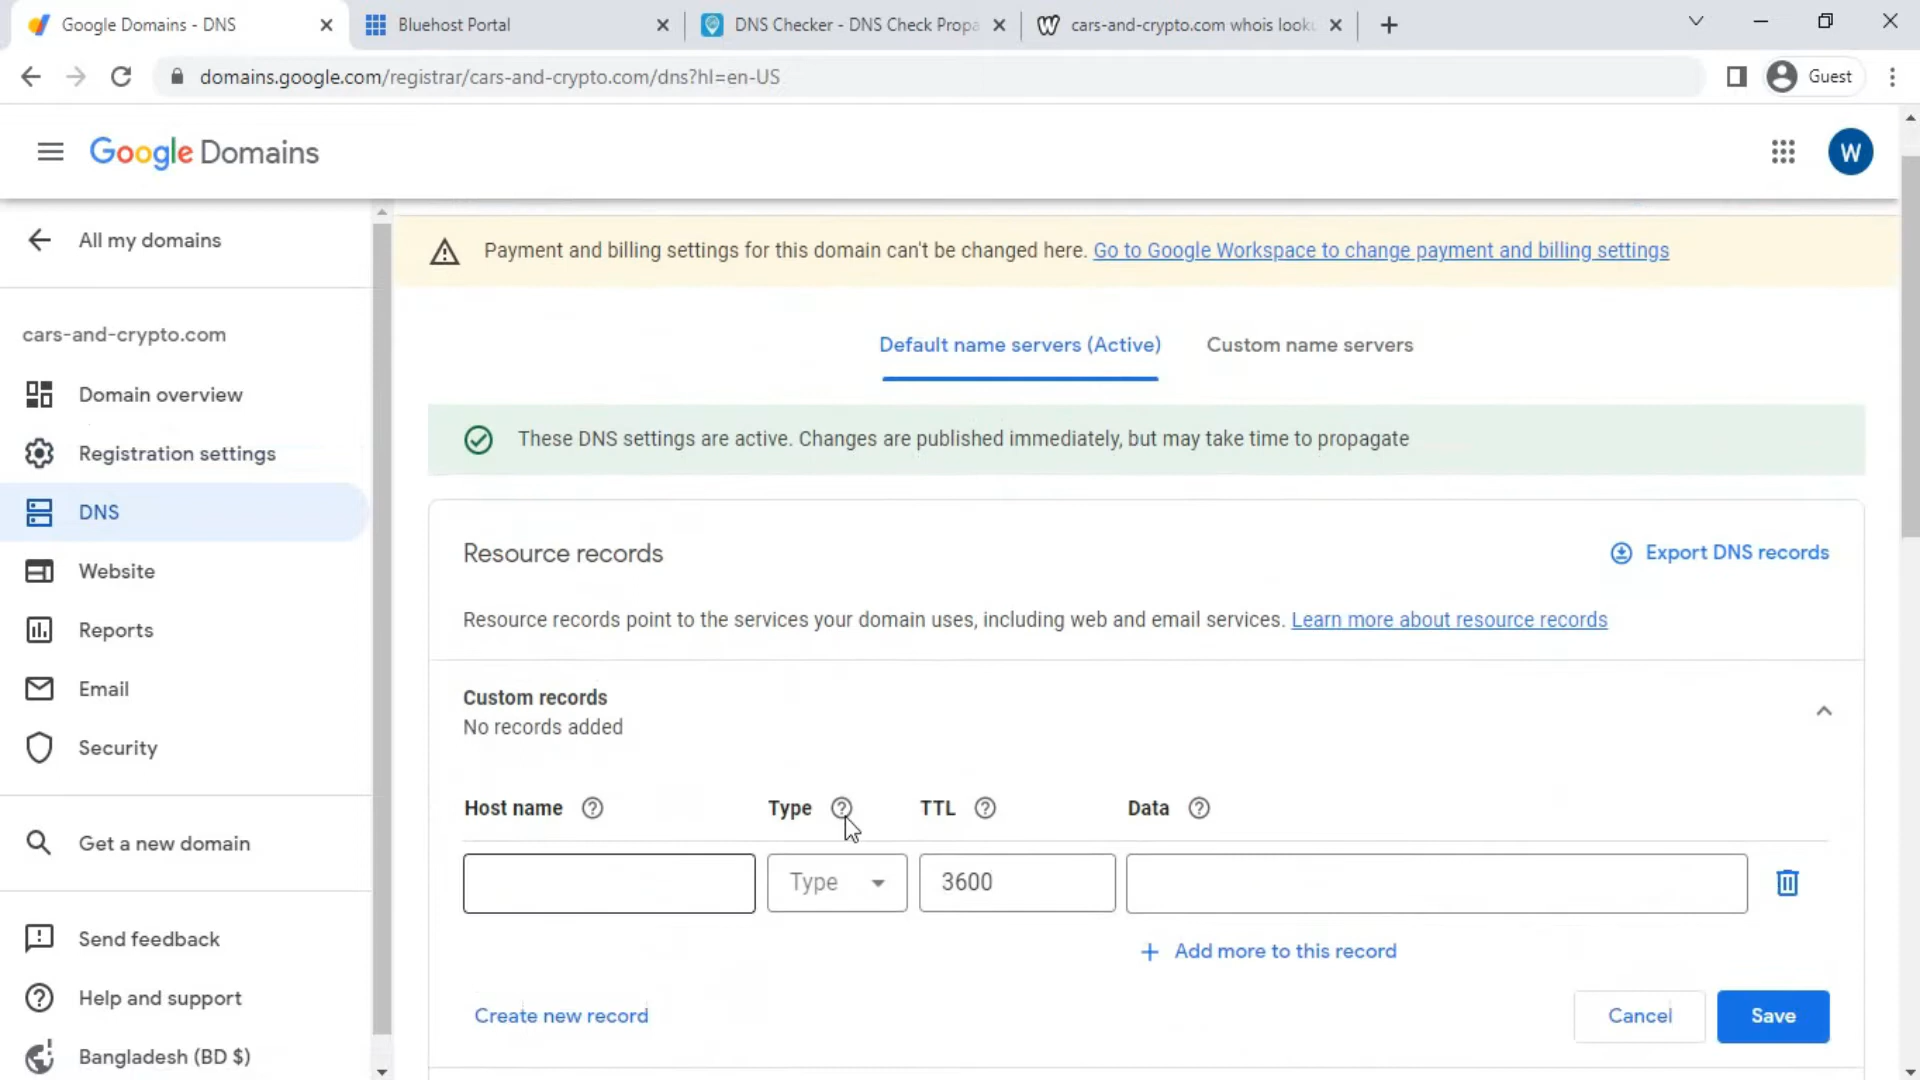 Google Domains - DNS
Bluehost Portal
DNS Checker - DNS Check Propa
cars-and-crypto.com whois looku
domains.google.com/registrar/cars-and-crypto.com/dns?hl=en-US
Guest
Google Domains
W
All my domains
Payment and billing settings for this domain can't be changed here. Go to Google Workspace to change payment and billing settings
cars-and-crypto.com
Default name servers (Active)
Custom name servers
Domain overview
These DNS settings are active. Changes are published immediately, but may take time to propagate
Registration settings
DNS
Resource records
Export DNS records
Website
Resource records point to the services your domain uses, including web and email services. Learn more about resource records
Reports
Email
Custom records
No records added
Security
Host name
Type
TTL
Data
Get a new domain
Type
3600
Send feedback
Add more to this record
Help and support
Create new record
Cancel
Save
Bangladesh (BD $)